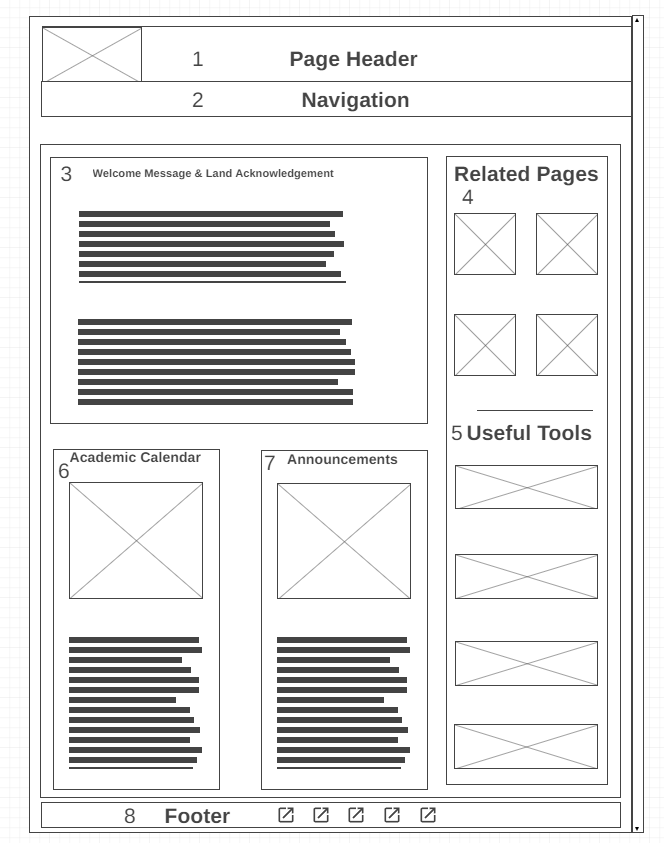 1 Page Header
2 Navigation
3 Welcome Message & Land Acknowledgement
Related Pages
4
5 Useful Tools
Academic Calendar
6
7 Announcements
8 Footer